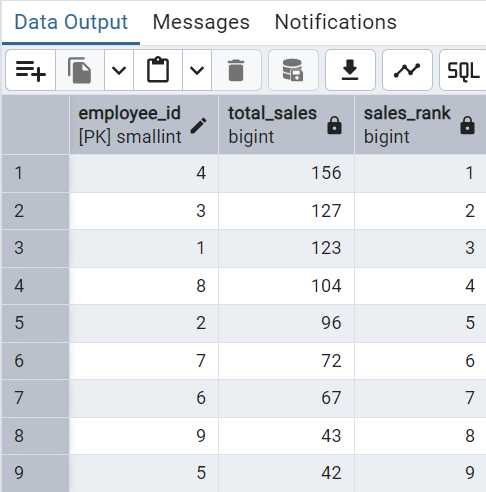 Data Output Messages Notifications
SQL
employee_id total_sales sales_rank
[PK] smallint bigint bigint
1 4 156 1
2 3 127 2
3 1 123 3
4 8 104 4
5 2 96 5
6 7 72 6
7 6 67 7
8 9 43 8
9 5 42 9